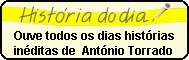 História do dia
Ouve todos os dias histórias
inéditas de António Torrado